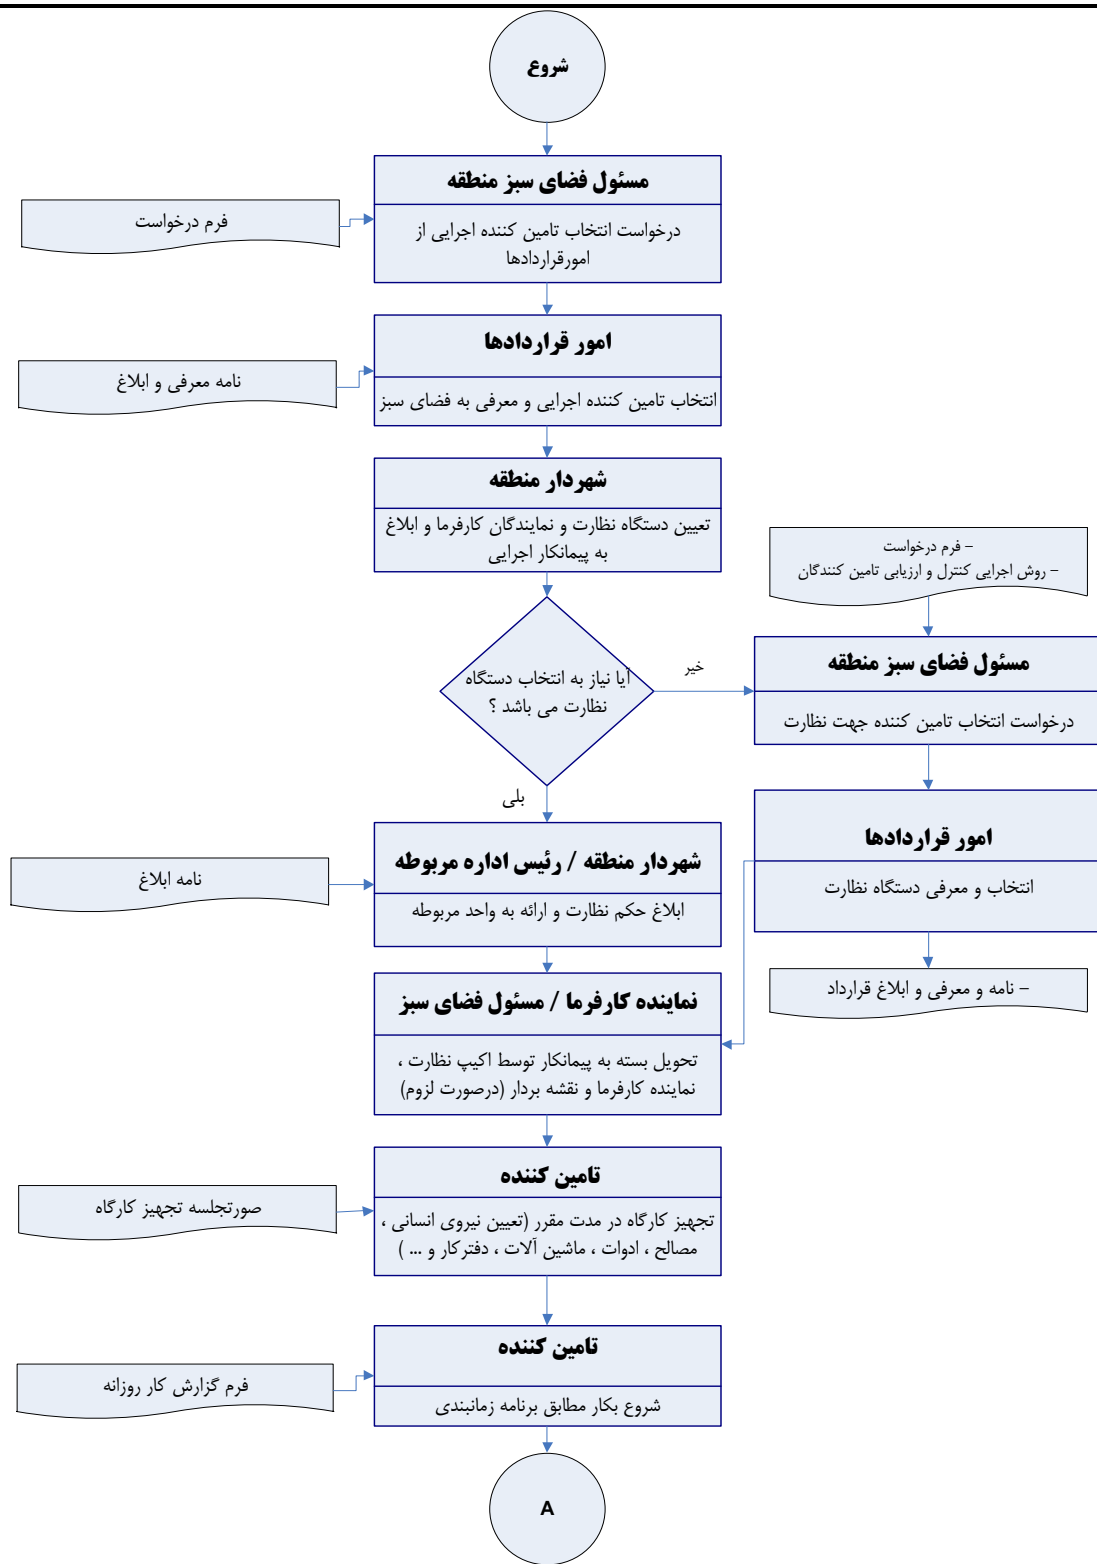 شروع
مسئول فضای سبز منطقه
فرم درخواست
درخواست انتخاب تامین کننده اجرایی از
امورقراردادها
امور قراردادها
نامه معرفی و ابلاغ
انتخاب تامین کننده اجرایی و معرفی به فضای سبز
شهردار منطقه
تعیین دستگاه نظارت و نمایندگان کارفرما و ابلاغ
به پیمانکار اجرایی
– فرم درخواست
– روش اجرایی کنترل و ارزیابی تامین کنندگان
آیا نیاز به انتخاب دستگاه
نظارت می باشد ؟
خیر
مسئول فضای سبز منطقه
درخواست انتخاب تامین کننده جهت نظارت
بلی
امور قراردادها
انتخاب و معرفی دستگاه نظارت
شهردار منطقه / رئیس اداره مربوطه
نامه ابلاغ
ابلاغ حکم نظارت و ارائه به واحد مربوطه
– نامه و معرفی و ابلاغ قرارداد
نماینده کارفرما / مسئول فضای سبز
تحویل بسته به پیمانکار توسط اکیپ نظارت ،
نماینده کارفرما و نقشه بردار (درصورت لزوم)
تامین کننده
صورتجلسه تجهیز کارگاه
تجهیز کارگاه در مدت مقرر (تعیین نیروی انسانی ،
مصالح ، ادوات ، ماشین آلات ، دفترکار و ... )
تامین کننده
فرم گزارش کار روزانه
شروع بکار مطابق برنامه زمانبندی
A